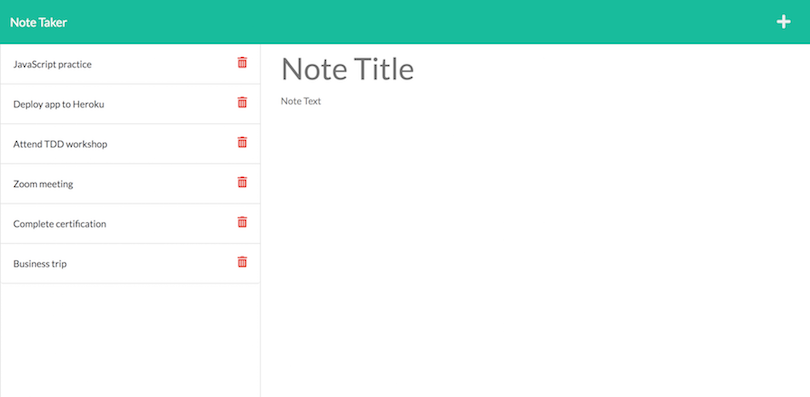 Note Taker
JavaScript practice
Deploy app to Heroku
Attend TDD workshop
Zoom meeting
Complete certification
Business trip
Note Title
Note Text